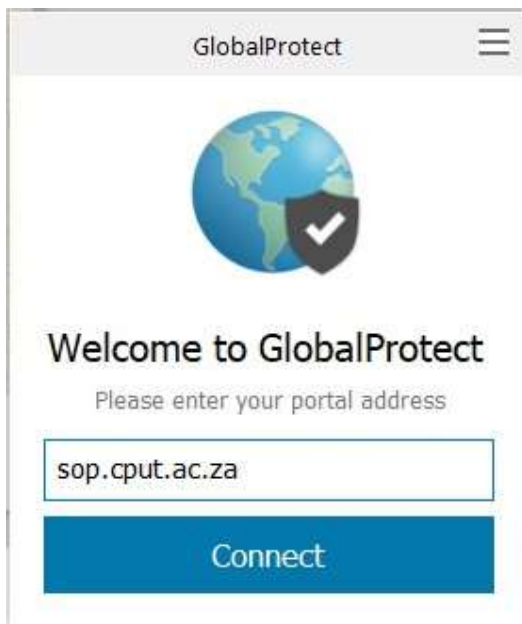 GlobalProtect
Welcome to GlobalProtect
Please enter your portal address
sop.cput.ac.za
Connect